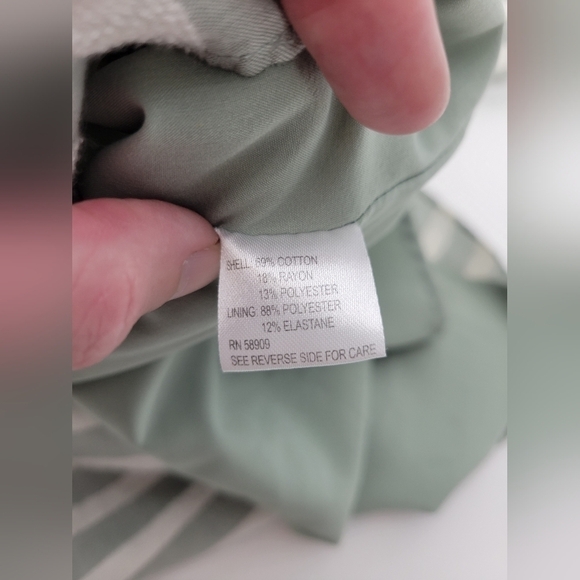 SHELL: 69% COTTON
18% RAYON
13% POLYESTER
LINING: 88% POLYESTER
12% ELASTANE
RN 58909
SEE REVERSE SIDE FOR CARE